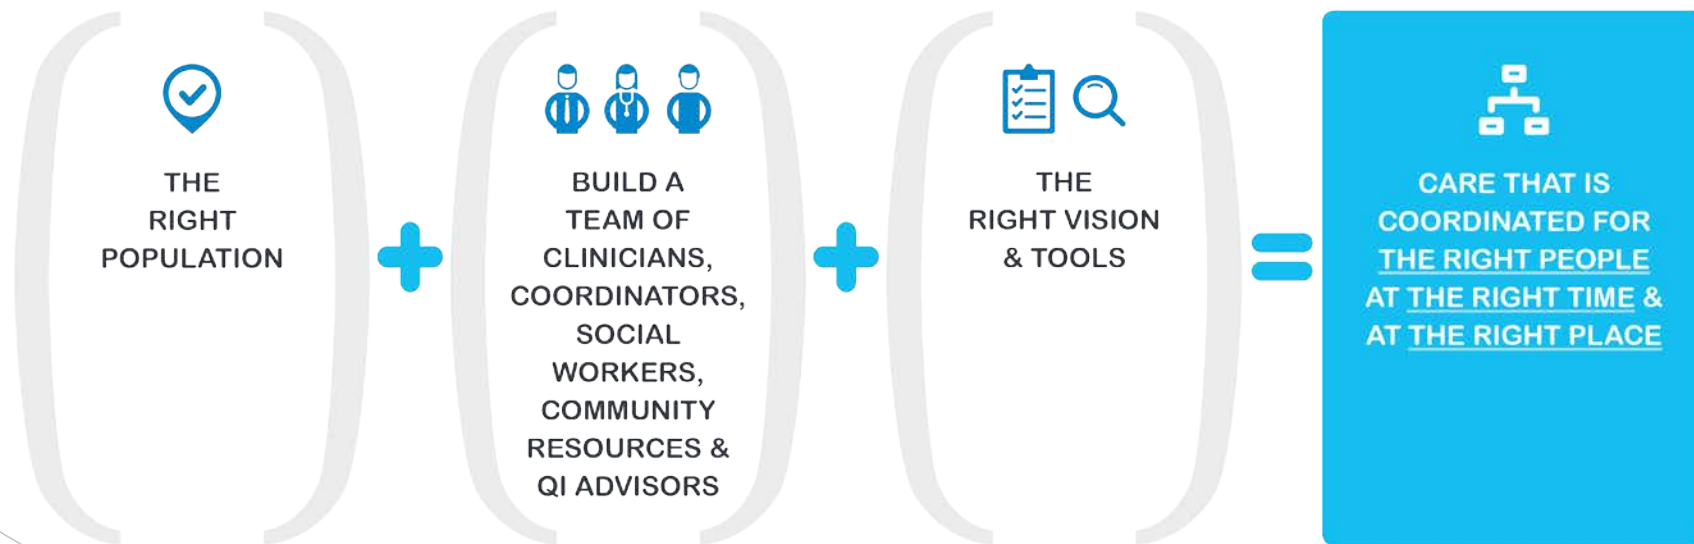 THE
RIGHT
POPULATION
BUILD A
TEAM OF
CLINICIANS,
COORDINATORS,
SOCIAL
WORKERS,
COMMUNITY
RESOURCES &
QI ADVISORS
THE
RIGHT VISION
& TOOLS
CARE THAT IS
COORDINATED FOR
THE RIGHT PEOPLE
AT THE RIGHT TIME &
AT THE RIGHT PLACE